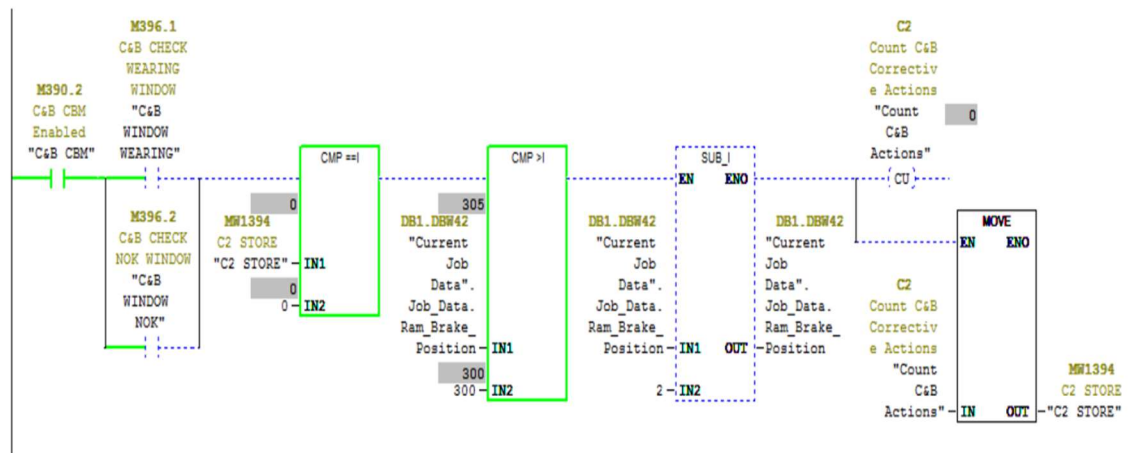 M396.1
C&B CHECK
WEARING
WINDOW
"C&B
WINDOW
WEARING"
M390.2
C&B CBM
Enabled
"C&B CBM"
M396.2
C&B CHECK
NOK WINDOW
"C&B
WINDOW
NOK"
CMP ==I
0
MW1394
C2 STORE
"C2 STORE"
IN1
0
0
IN2
CMP >I
305
DB1.DBW42
"Current
Job
Data".
Job_Data.
Ram_Brake_
Position
IN1
300
300
IN2
SUB_I
EN ENO
DB1.DBW42
"Current
Job
Data".
Job_Data.
Ram_Brake_
Position
IN1
2
IN2
OUT
DB1.DBW42
"Current
Job
Data".
Job_Data.
Ram_Brake_
Position
C2
Count C&B
Correctiv
e Actions
"Count
C&B
Actions"
0
CU
MOVE
EN ENO
C2
Count C&B
Correctiv
e Actions
"Count
C&B
Actions"
IN OUT
MW1394
C2 STORE
"C2 STORE"